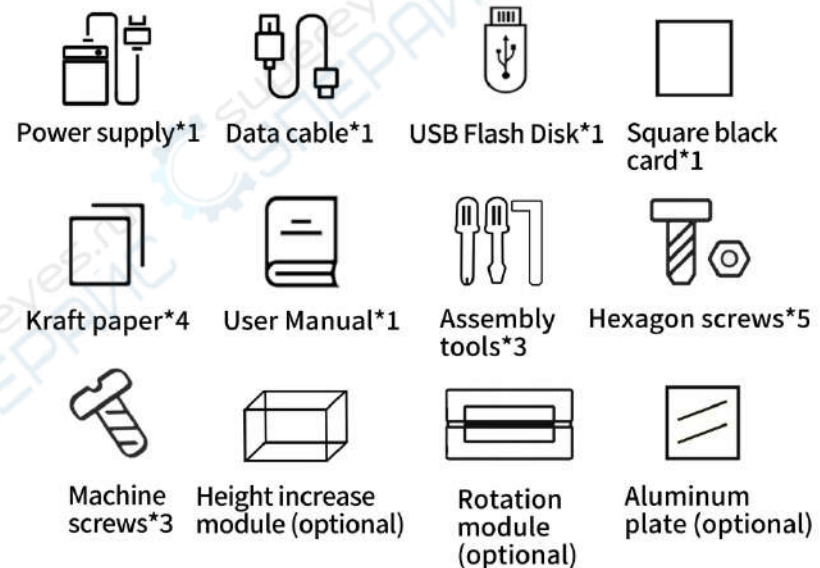 Power supply*1
Data cable*1
USB Flash Disk*1
Square black
card*1
Kraft paper*4
User Manual*1
Assembly
tools*3
Hexagon screws*5
Machine
screws*3
Height increase
module (optional)
Rotation
module
(optional)
Aluminum
plate (optional)